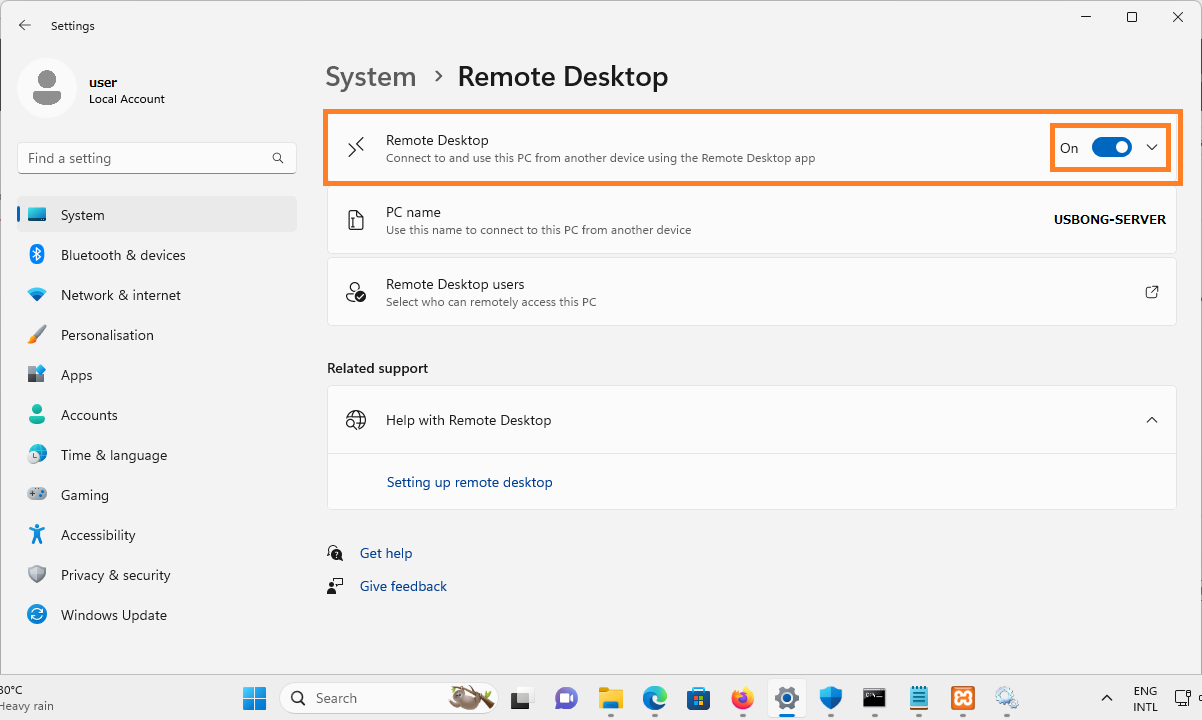 Settings
user
Local Account
Find a setting
System
Bluetooth & devices
Network & internet
Personalisation
Apps
Accounts
Time & language
Gaming
Accessibility
Privacy & security
Windows Update
System › Remote Desktop
Remote Desktop
Connect to and use this PC from another device using the Remote Desktop app
On
PC name
Use this name to connect to this PC from another device
USBONG-SERVER
Remote Desktop users
Select who can remotely access this PC
Related support
Help with Remote Desktop
Setting up remote desktop
Get help
Give feedback
30°C
Heavy rain
Search
ENG
INTL